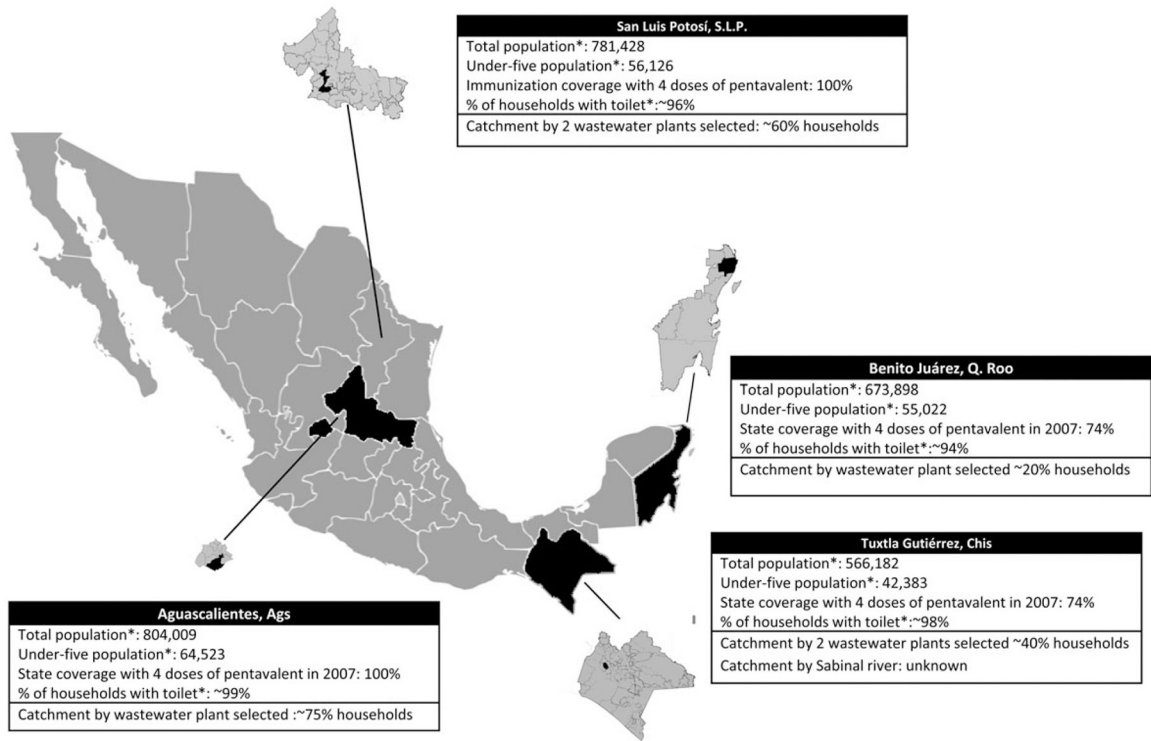 San Luis Potosí, S.L.P.
Total population*: 781,428
Under-five population*: 56,126
Immunization coverage with 4 doses of pentavalent: 100%
% of households with toilet*:~96%
Catchment by 2 wastewater plants selected: ~60% households
Benito Juárez, Q. Roo
Total population*: 673,898
Under-five population*: 55,022
State coverage with 4 doses of pentavalent in 2007: 74%
% of households with toilet*:~94%
Catchment by wastewater plant selected ~20% households
Tuxtla Gutiérrez, Chis
Total population*: 566,182
Under-five population*: 42,383
State coverage with 4 doses of pentavalent in 2007: 74%
% of households with toilet*:~98%
Catchment by 2 wastewater plants selected ~40% households
Catchment by Sabinal river: unknown
Aguascalientes, Ags
Total population*: 804,009
Under-five population*: 64,523
State coverage with 4 doses of pentavalent in 2007: 100%
% of households with toilet*: ~99%
Catchment by wastewater plant selected :~75% households